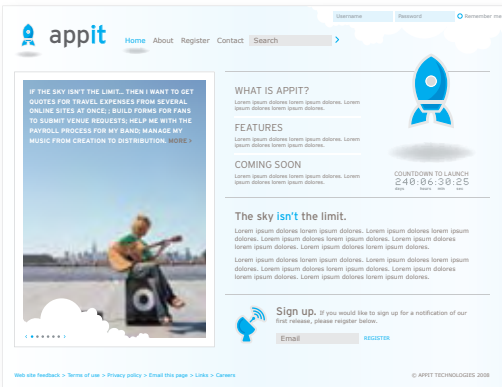 Username Password Remember me
appit
Home About Register Contact Search
IF THE SKY ISN'T THE LIMIT... THEN I WANT TO GET
QUOTES FOR TRAVEL EXPENSES FROM SEVERAL
ONLINE SITES AT ONCE; ; BUILD FORMS FOR FANS
TO SUBMIT VENUE REQUESTS; HELP ME WITH THE
PAYROLL PROCESS FOR MY BAND; MANAGE MY
MUSIC FROM CREATION TO DISTRIBUTION. MORE >
WHAT IS APPIT?
Lorem ipsum dolores lorem ipsum dolores. Lorem
ipsum dolores lorem ipsum dolores.
FEATURES
Lorem ipsum dolores lorem ipsum dolores. Lorem
ipsum dolores lorem ipsum dolores.
COMING SOON
Lorem ipsum dolores lorem ipsum dolores. Lorem
ipsum dolores lorem ipsum dolores.
COUNTDOWN TO LAUNCH
240:06:30:25
days hours min sec
The sky isn't the limit.
Lorem ipsum dolores lorem ipsum dolores. Lorem ipsum dolores lorem ipsum
dolores. Lorem ipsum dolores lorem ipsum dolores. Lorem ipsum dolores
lorem ipsum dolores. Lorem ipsum dolores lorem ipsum dolores.
Lorem ipsum dolores lorem ipsum dolores. Lorem ipsum dolores lorem ipsum
dolores. Lorem ipsum dolores lorem ipsum dolores. Lorem ipsum dolores
lorem ipsum dolores. Lorem ipsum dolores lorem ipsum dolores.
Sign up. If you would like to sign up for a notification of our
first release, please reigster below.
Email REGISTER
Web site feedback > Terms of use > Privacy policy > Email this page > Links > Careers
© APPIT TECHNOLOGIES 2008